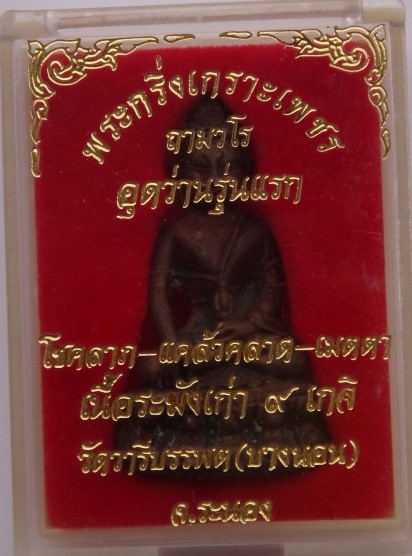 พระกริ่งเกราะเพชร
ถามวโร
อุดว่านรุ่นแรก
โชคลาภ-แคล้วคลาด-เมตตา
เนื้อระฆังเก่า ๙ เกลิ
วัดวารีบรรพต(บางนอน)
จ.ระนอง